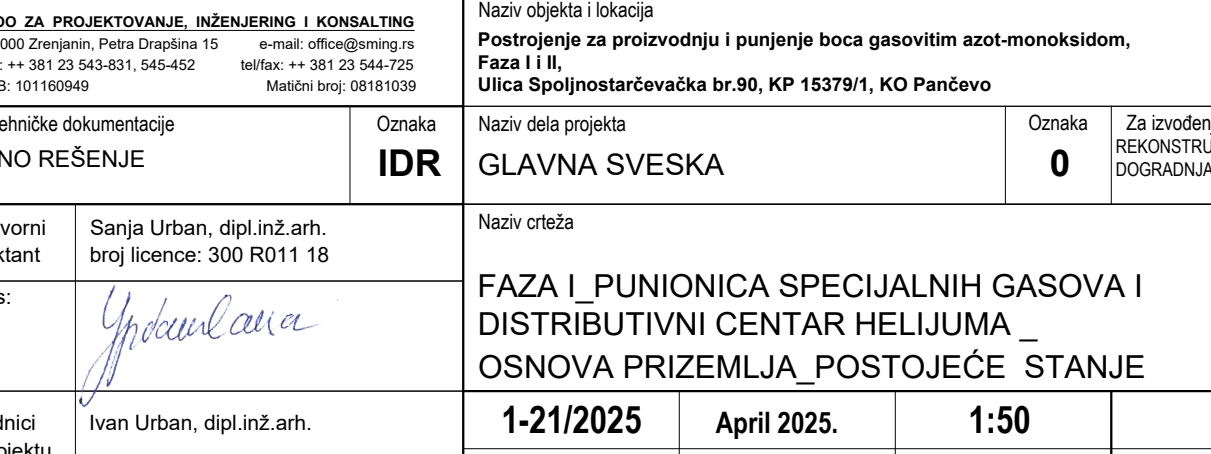 DOO ZA PROJEKTOVANJE, INŽENJERING I KONSALTING
000 Zrenjanin, Petra Drapšina 15 e-mail: office@sming.rs
: ++ 381 23 543-831, 545-452 tel/fax: ++ 381 23 544-725
B: 101160949 Matični broj: 08181039
Naziv objekta i lokacija
Postrojenje za proizvodnju i punjenje boca gasovitim azot-monoksidom,
Faza I i II,
Ulica Spoljnostarčevačka br.90, KP 15379/1, KO Pančevo
ehničke dokumentacije
NO REŠENJE
Oznaka
IDR
Naziv dela projekta
GLAVNA SVESKA
Oznaka
0
Za izvođenj
REKONSTRU
DOGRADNJA
vorni
ktant
Sanja Urban, dipl.inž.arh.
broj licence: 300 R011 18
s:
Naziv crteža
FAZA I_PUNIONICA SPECIJALNIH GASOVA I
DISTRIBUTIVNI CENTAR HELIJUMA _
OSNOVA PRIZEMLJA_POSTOJEĆE STANJE
dnici
ojektu
Ivan Urban, dipl.inž.arh.
1-21/2025
April 2025.
1:50